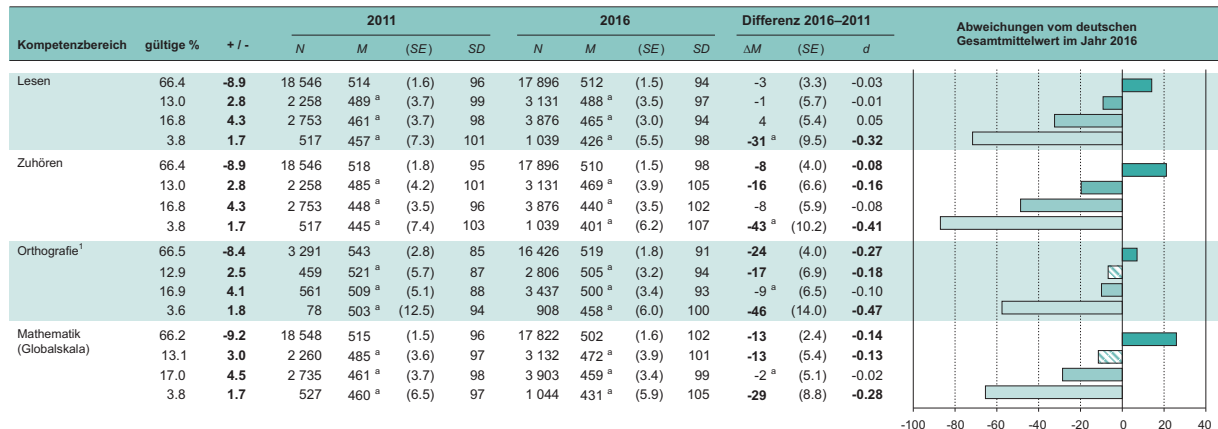 2011 2016 Differenz 2016–2011 Abweichungen vom deutschen
Kompetenzbereich gültige % + / - N M (SE) SD N M (SE) SD ΔM (SE) d Gesamtmittelwert im Jahr 2016
Lesen 66.4 -8.9 18 546 514 (1.6) 96 17 896 512 (1.5) 94 -3 (3.3) -0.03
13.0 2.8 2 258 489 a (3.7) 99 3 131 488 a (3.5) 97 -1 (5.7) -0.01
16.8 4.3 2 753 461 a (3.7) 98 3 876 465 a (3.0) 94 4 (5.4) 0.05
3.8 1.7 517 457 a (7.3) 101 1 039 426 a (5.5) 98 -31 a (9.5) -0.32
Zuhören 66.4 -8.9 18 546 518 (1.8) 95 17 896 510 (1.5) 98 -8 (4.0) -0.08
13.0 2.8 2 258 485 a (4.2) 101 3 131 469 a (3.9) 105 -16 (6.6) -0.16
16.8 4.3 2 753 448 a (3.5) 96 3 876 440 a (3.5) 102 -8 (5.9) -0.08
3.8 1.7 517 445 a (7.4) 103 1 039 401 a (6.2) 107 -43 a (10.2) -0.41
Orthografie1 66.5 -8.4 3 291 543 (2.8) 85 16 426 519 (1.8) 91 -24 (4.0) -0.27
12.9 2.5 459 521 a (5.7) 87 2 806 505 a (3.2) 94 -17 (6.9) -0.18
16.9 4.1 561 509 a (5.1) 88 3 437 500 a (3.4) 93 -9 a (6.5) -0.10
3.6 1.8 78 503 a (12.5) 94 908 458 a (6.0) 100 -46 (14.0) -0.47
Mathematik 66.2 -9.2 18 548 515 (1.5) 96 17 822 502 (1.6) 102 -13 (2.4) -0.14
(Globalskala) 13.1 3.0 2 260 485 a (3.6) 97 3 132 472 a (3.9) 101 -13 (5.4) -0.13
17.0 4.5 2 735 461 a (3.7) 98 3 903 459 a (3.4) 99 -2 a (5.1) -0.02
3.8 1.7 527 460 a (6.5) 97 1 044 431 a (5.9) 105 -29 (8.8) -0.28
-100 -80 -60 -40 -20 0 20 40